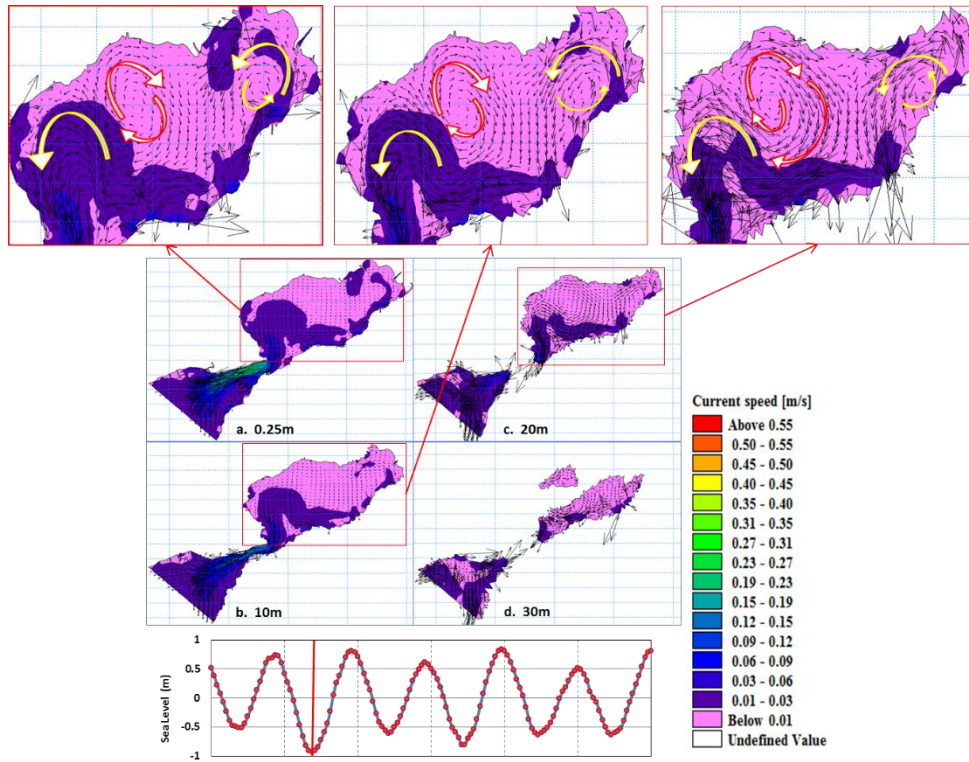 a. 0.25m
c. 20m
b. 10m
d. 30m
Current speed [m/s]
Above 0.55
0.50 - 0.55
0.45 - 0.50
0.40 - 0.45
0.35 - 0.40
0.31 - 0.35
0.27 - 0.31
0.23 - 0.27
0.19 - 0.23
0.15 - 0.19
0.12 - 0.15
0.09 - 0.12
0.06 - 0.09
0.03 - 0.06
0.01 - 0.03
Below 0.01
Undefined Value
Sea Level (m)
1
0.5
0
-0.5
-1